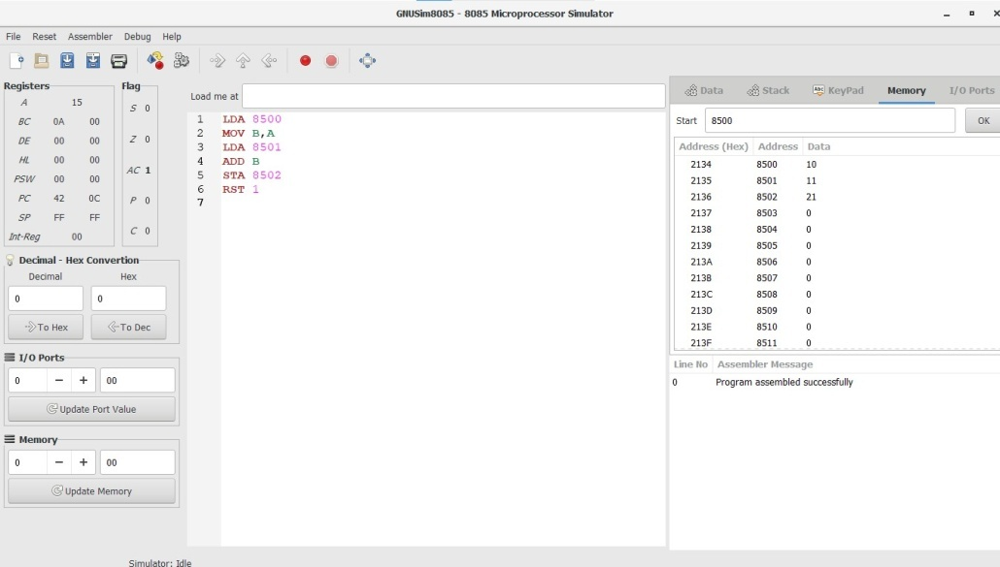 GNUSim8085 - 8085 Microprocessor Simulator
File Reset Assembler Debug Help
Registers
A 15
BC 0A 00
DE 00 00
HL 00 00
PSW 00 00
PC 42 0C
SP FF FF
Int-Reg 00
Flag
S 0
Z 0
AC 1
P 0
C 0
Decimal - Hex Convertion
Decimal Hex
0 0
To Hex To Dec
I/O Ports
0 − + 00
Update Port Value
Memory
0 − + 00
Update Memory
Load me at
1 LDA 8500
2 MOV B,A
3 LDA 8501
4 ADD B
5 STA 8502
6 RST 1
7
Data Stack Abc KeyPad Memory I/O Ports
Start 8500 OK
Address (Hex) Address Data
2134 8500 10
2135 8501 11
2136 8502 21
2137 8503 0
2138 8504 0
2139 8505 0
213A 8506 0
213B 8507 0
213C 8508 0
213D 8509 0
213E 8510 0
213F 8511 0
Line No Assembler Message
0 Program assembled successfully
Simulator: Idle